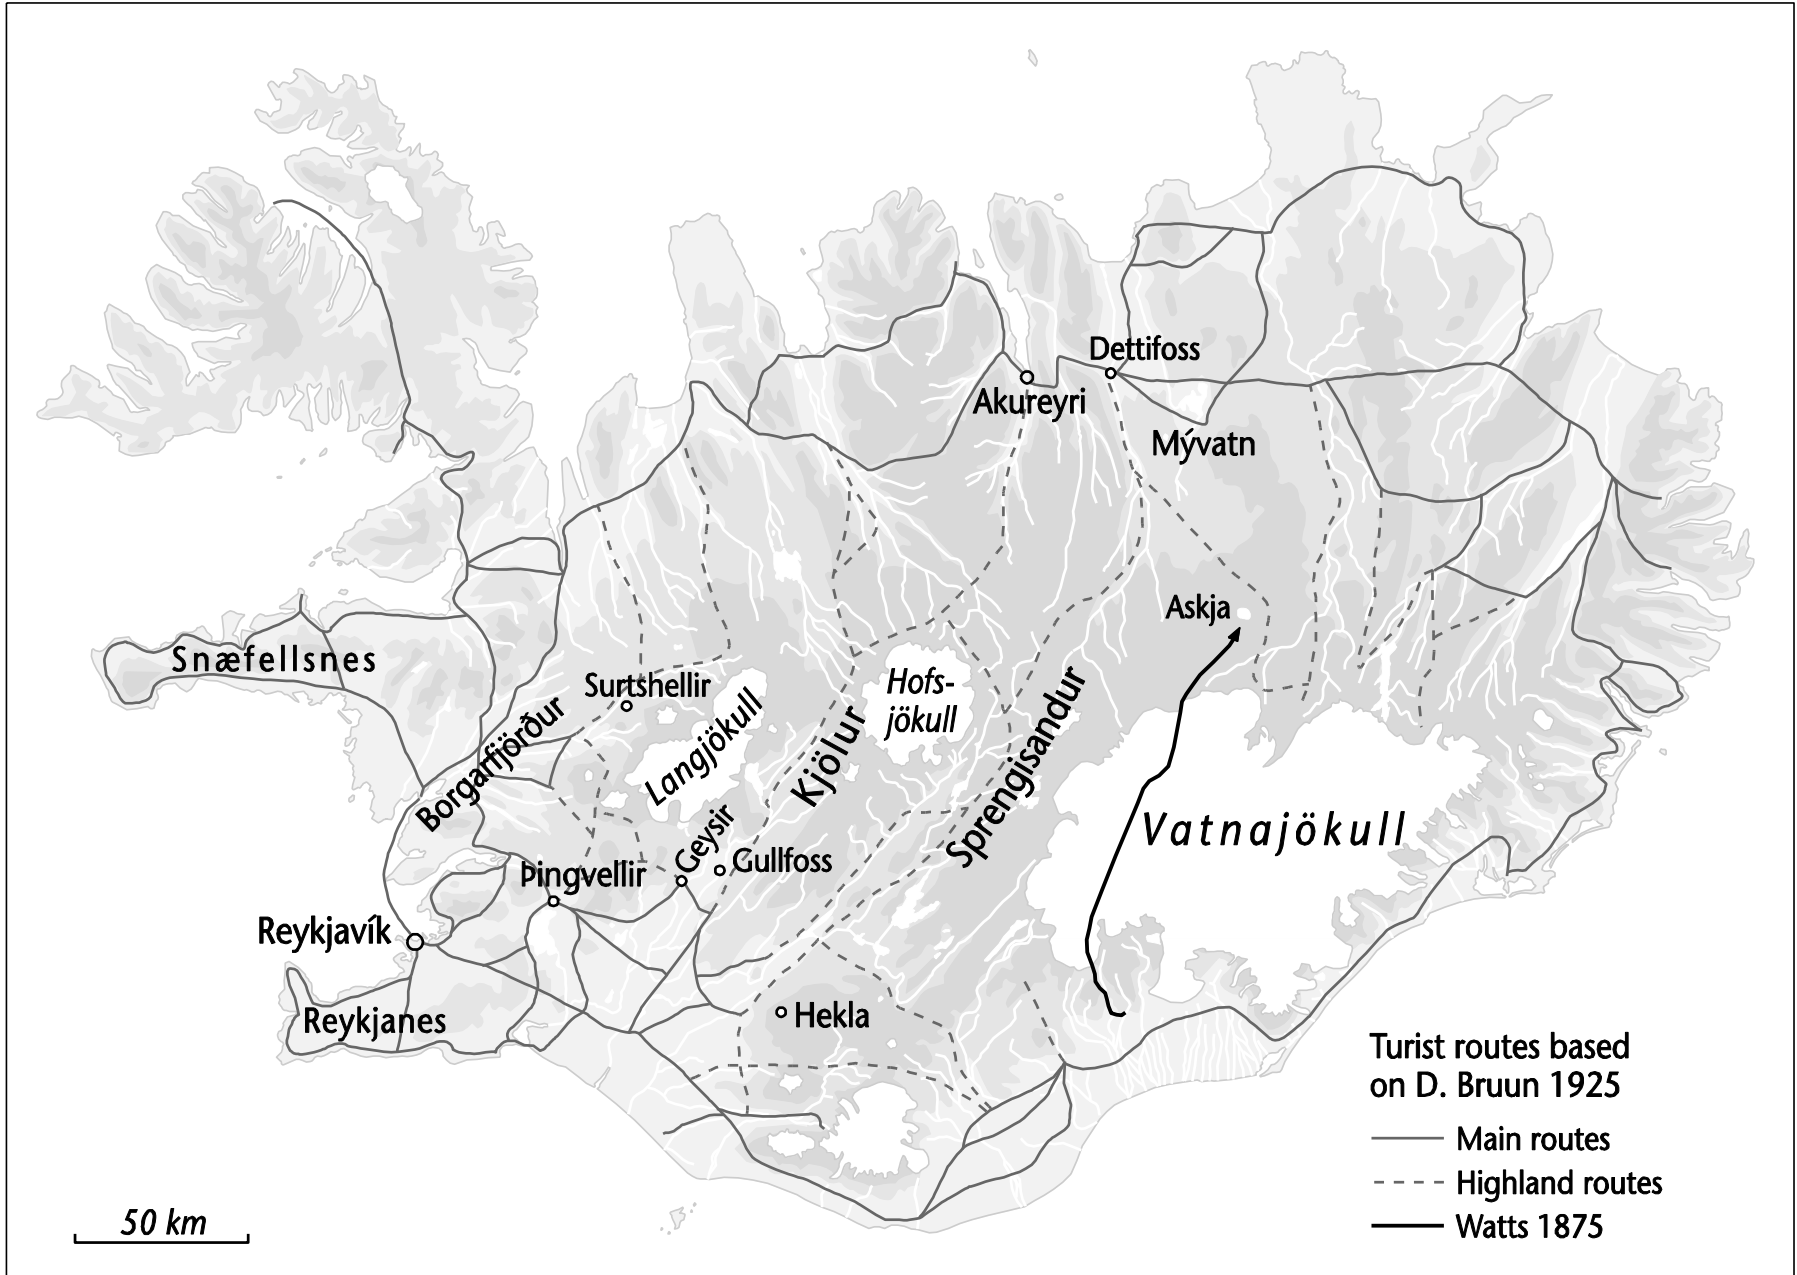 Dettifoss
Akureyri
Mývatn
Askja
Snæfellsnes
Surtshellir
Hofs-
jökull
Langjökull
Borgarfjörður
Kjölur
Sprengisandur
Vatnajökull
Geysir
Gullfoss
Þingvellir
Reykjavík
Hekla
Reykjanes
Turist routes based
on D. Bruun 1925
Main routes
Highland routes
Watts 1875
50 km